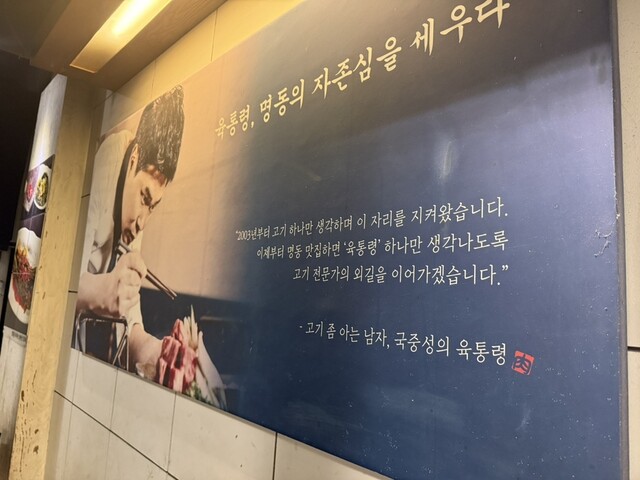 육통령, 명동의 자존심을 세우다
"2003년부터 고기 하나만 생각하며 이 자리를 지켜왔습니다.
이제부터 명동 맛집하면 '육통령' 하나만 생각나도록
고기 전문가의 외길을 이어가겠습니다."
- 고기 좀 아는 남자, 국중성의 육통령